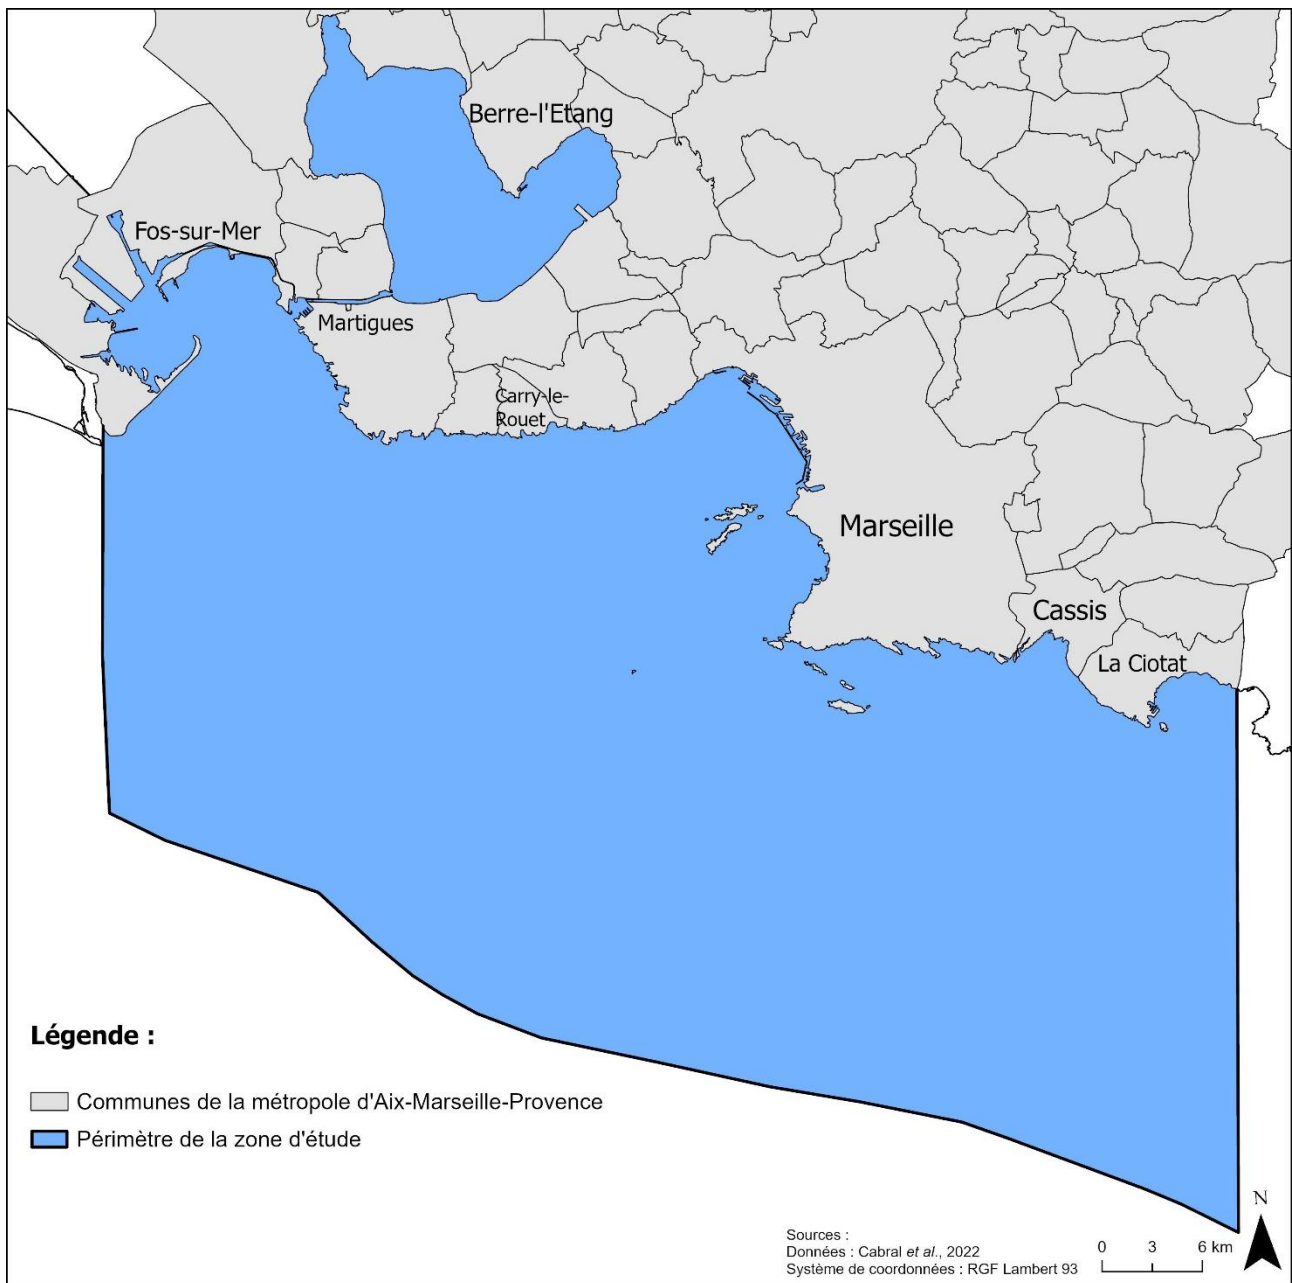 Berre-l'Etang
Fos-sur-Mer
Martigues
Carry-le-
Rouet
Marseille
Cassis
La Ciotat
Légende :
Communes de la métropole d'Aix-Marseille-Provence
Périmètre de la zone d'étude
N
Sources :
Données : Cabral et al., 2022
Système de coordonnées : RGF Lambert 93
0 3 6 km